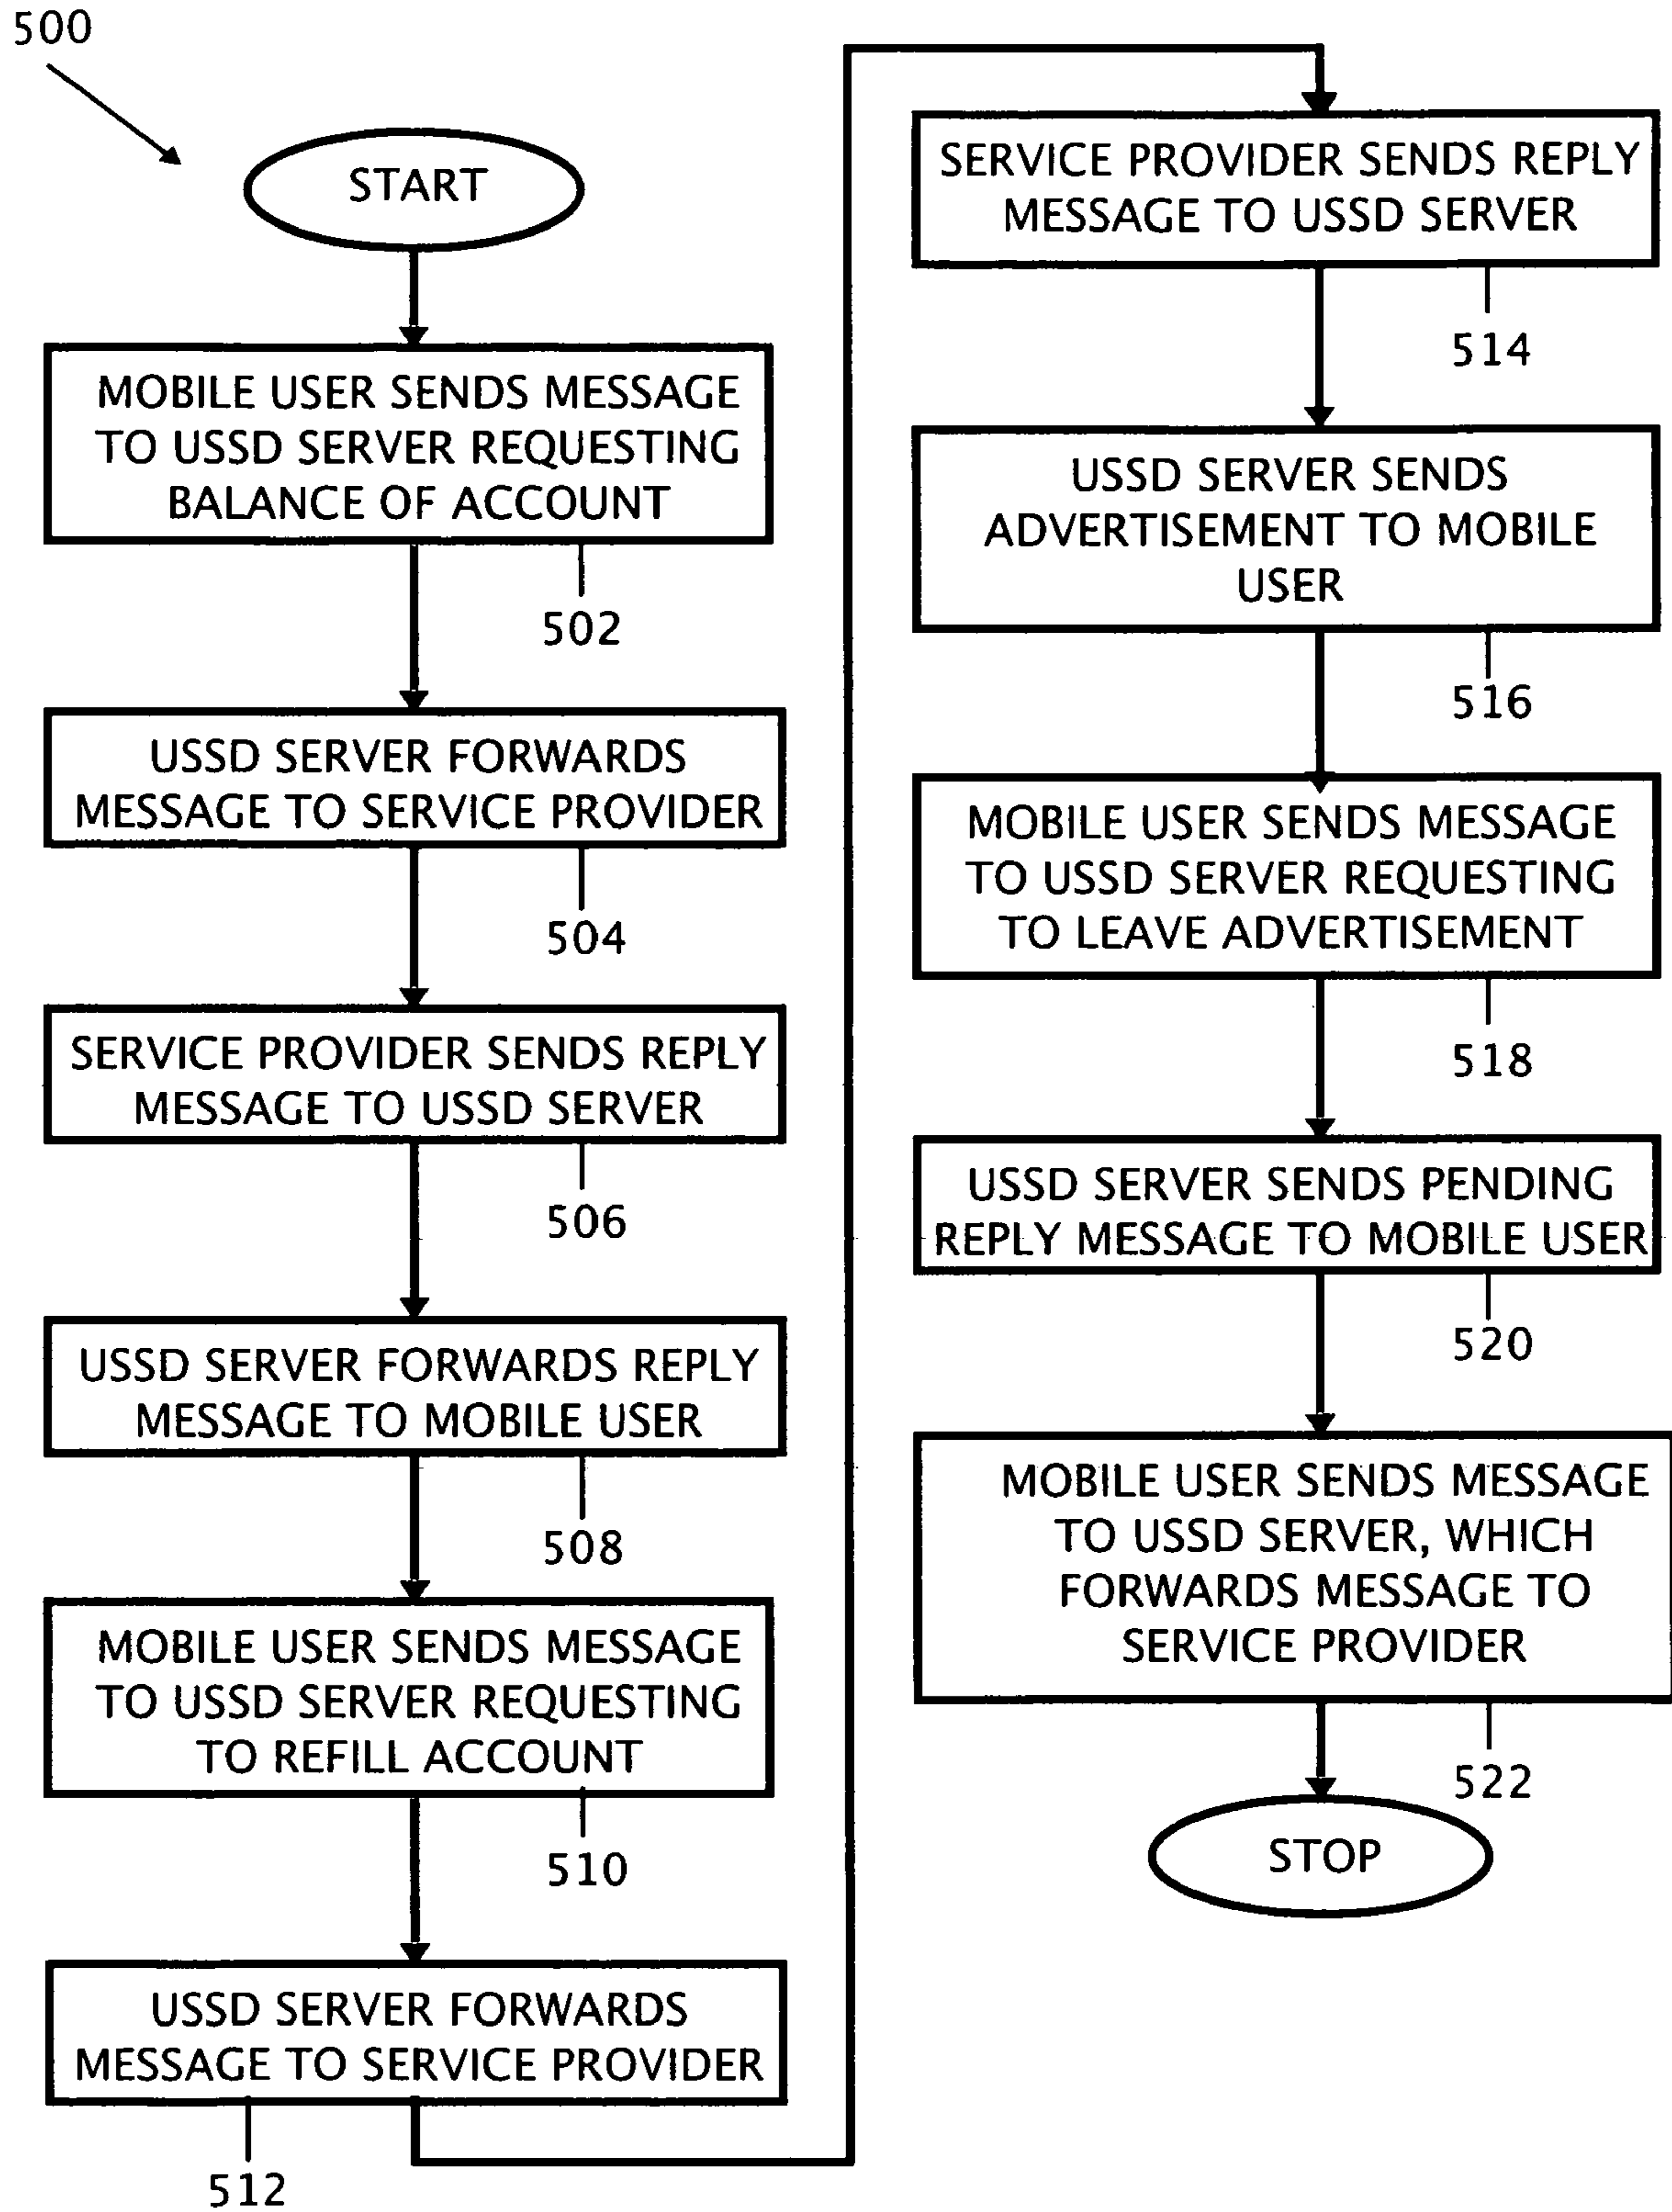 500
START
MOBILE USER SENDS MESSAGE
TO USSD SERVER REQUESTING
BALANCE OF ACCOUNT
502
USSD SERVER FORWARDS
MESSAGE TO SERVICE PROVIDER
504
SERVICE PROVIDER SENDS REPLY
MESSAGE TO USSD SERVER
506
USSD SERVER FORWARDS REPLY
MESSAGE TO MOBILE USER
508
MOBILE USER SENDS MESSAGE
TO USSD SERVER REQUESTING
TO REFILL ACCOUNT
510
USSD SERVER FORWARDS
MESSAGE TO SERVICE PROVIDER
512
SERVICE PROVIDER SENDS REPLY
MESSAGE TO USSD SERVER
514
USSD SERVER SENDS
ADVERTISEMENT TO MOBILE
USER
516
MOBILE USER SENDS MESSAGE
TO USSD SERVER REQUESTING
TO LEAVE ADVERTISEMENT
518
USSD SERVER SENDS PENDING
REPLY MESSAGE TO MOBILE USER
520
MOBILE USER SENDS MESSAGE
TO USSD SERVER, WHICH
FORWARDS MESSAGE TO
SERVICE PROVIDER
522
STOP